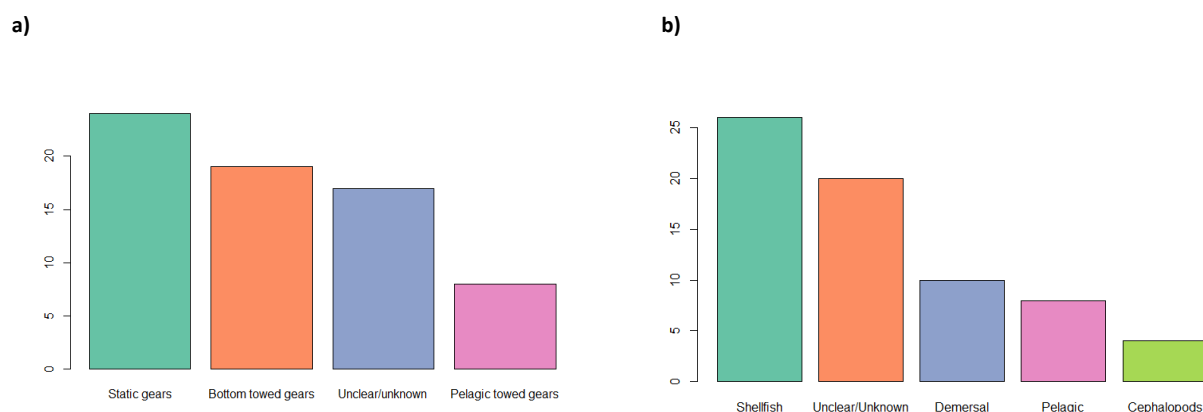 a)
20
15
10
5
0
Static gears Bottom towed gears Unclear/unknown Pelagic towed gears
b)
25
20
15
10
5
0
Shellfish Unclear/Unknown Demersal Pelagic Cephalopods